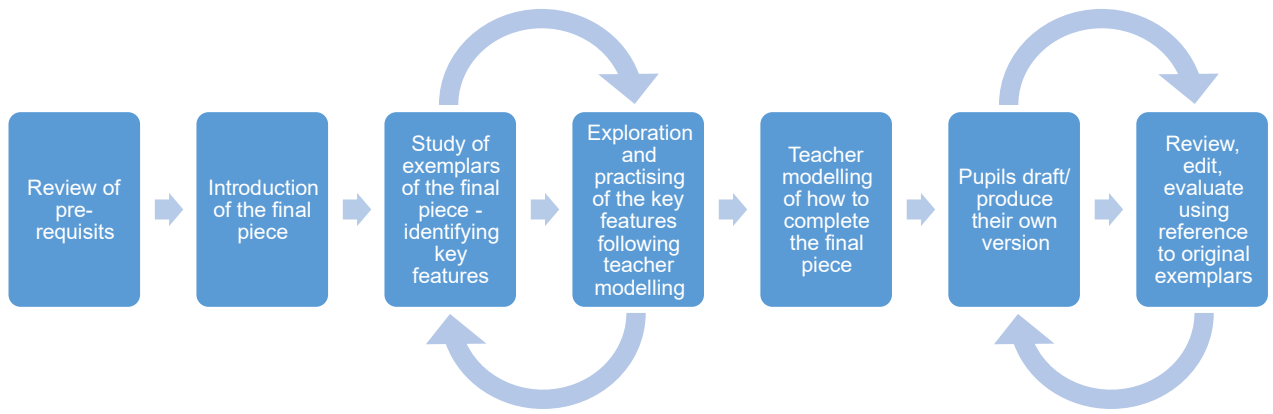 Review of
pre-
requisits
Introduction
of the final
piece
Study of
exemplars
of the final
piece -
identifying
key
features
Exploration
and
practising
of the key
features
following
teacher
modelling
Teacher
modelling
of how to
complete
the final
piece
Pupils draft/
produce
their own
version
Review,
edit,
evaluate
using
reference
to original
exemplars